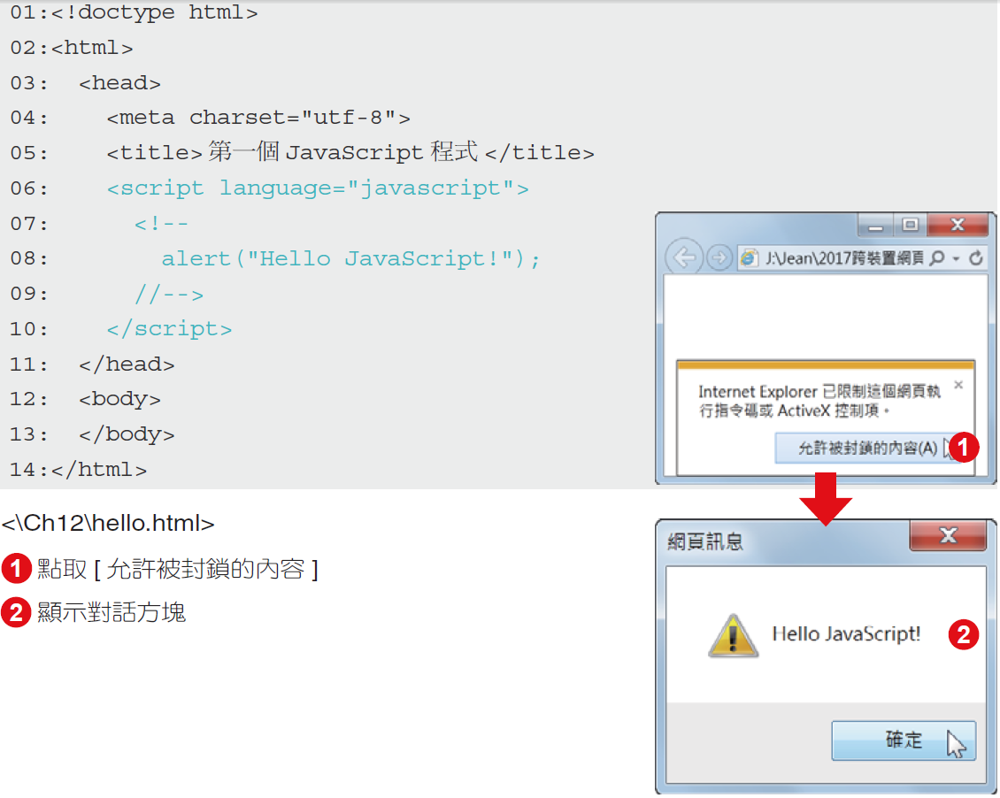 01:<!doctype html>
02:<html>
03:  <head>
04:    <meta charset="utf-8">
05:    <title>第一個 JavaScript 程式</title>
06:    <script language="javascript">
07:      <!--
08:        alert("Hello JavaScript!");
09:      //-->
10:    </script>
11:  </head>
12:  <body>
13:  </body>
14:</html>
<\Ch12\hello.html>
1 點取 [ 允許被封鎖的內容 ]
2 顯示對話方塊
J:\Jean\2017跨裝置網頁
Internet Explorer 已限制這個網頁執
行指令碼或 ActiveX 控制項。
允許被封鎖的內容(A) 1
網頁訊息
Hello JavaScript! 2
確定